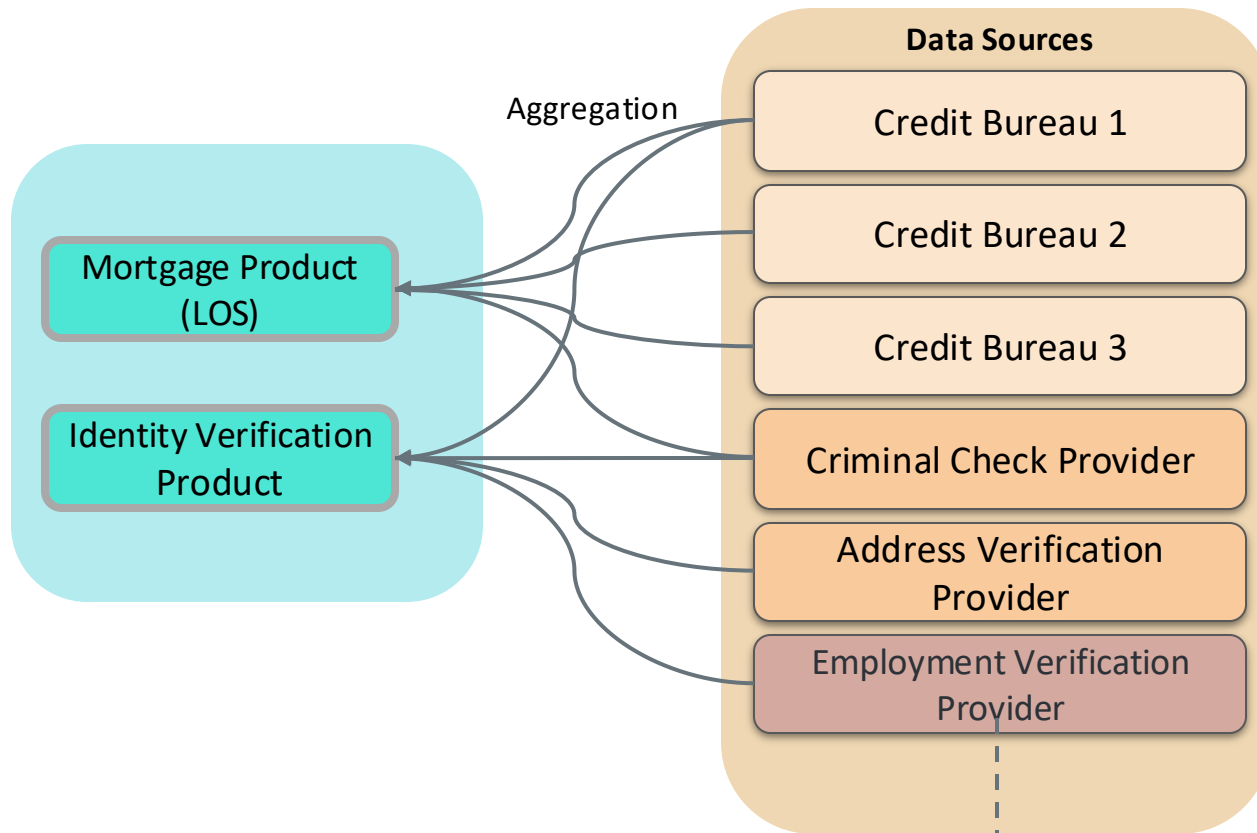 Data Sources
Aggregation
Credit Bureau 1
Credit Bureau 2
Mortgage Product
(LOS)
Credit Bureau 3
Identity Verification
Product
Criminal Check Provider
Address Verification
Provider
Employment Verification
Provider